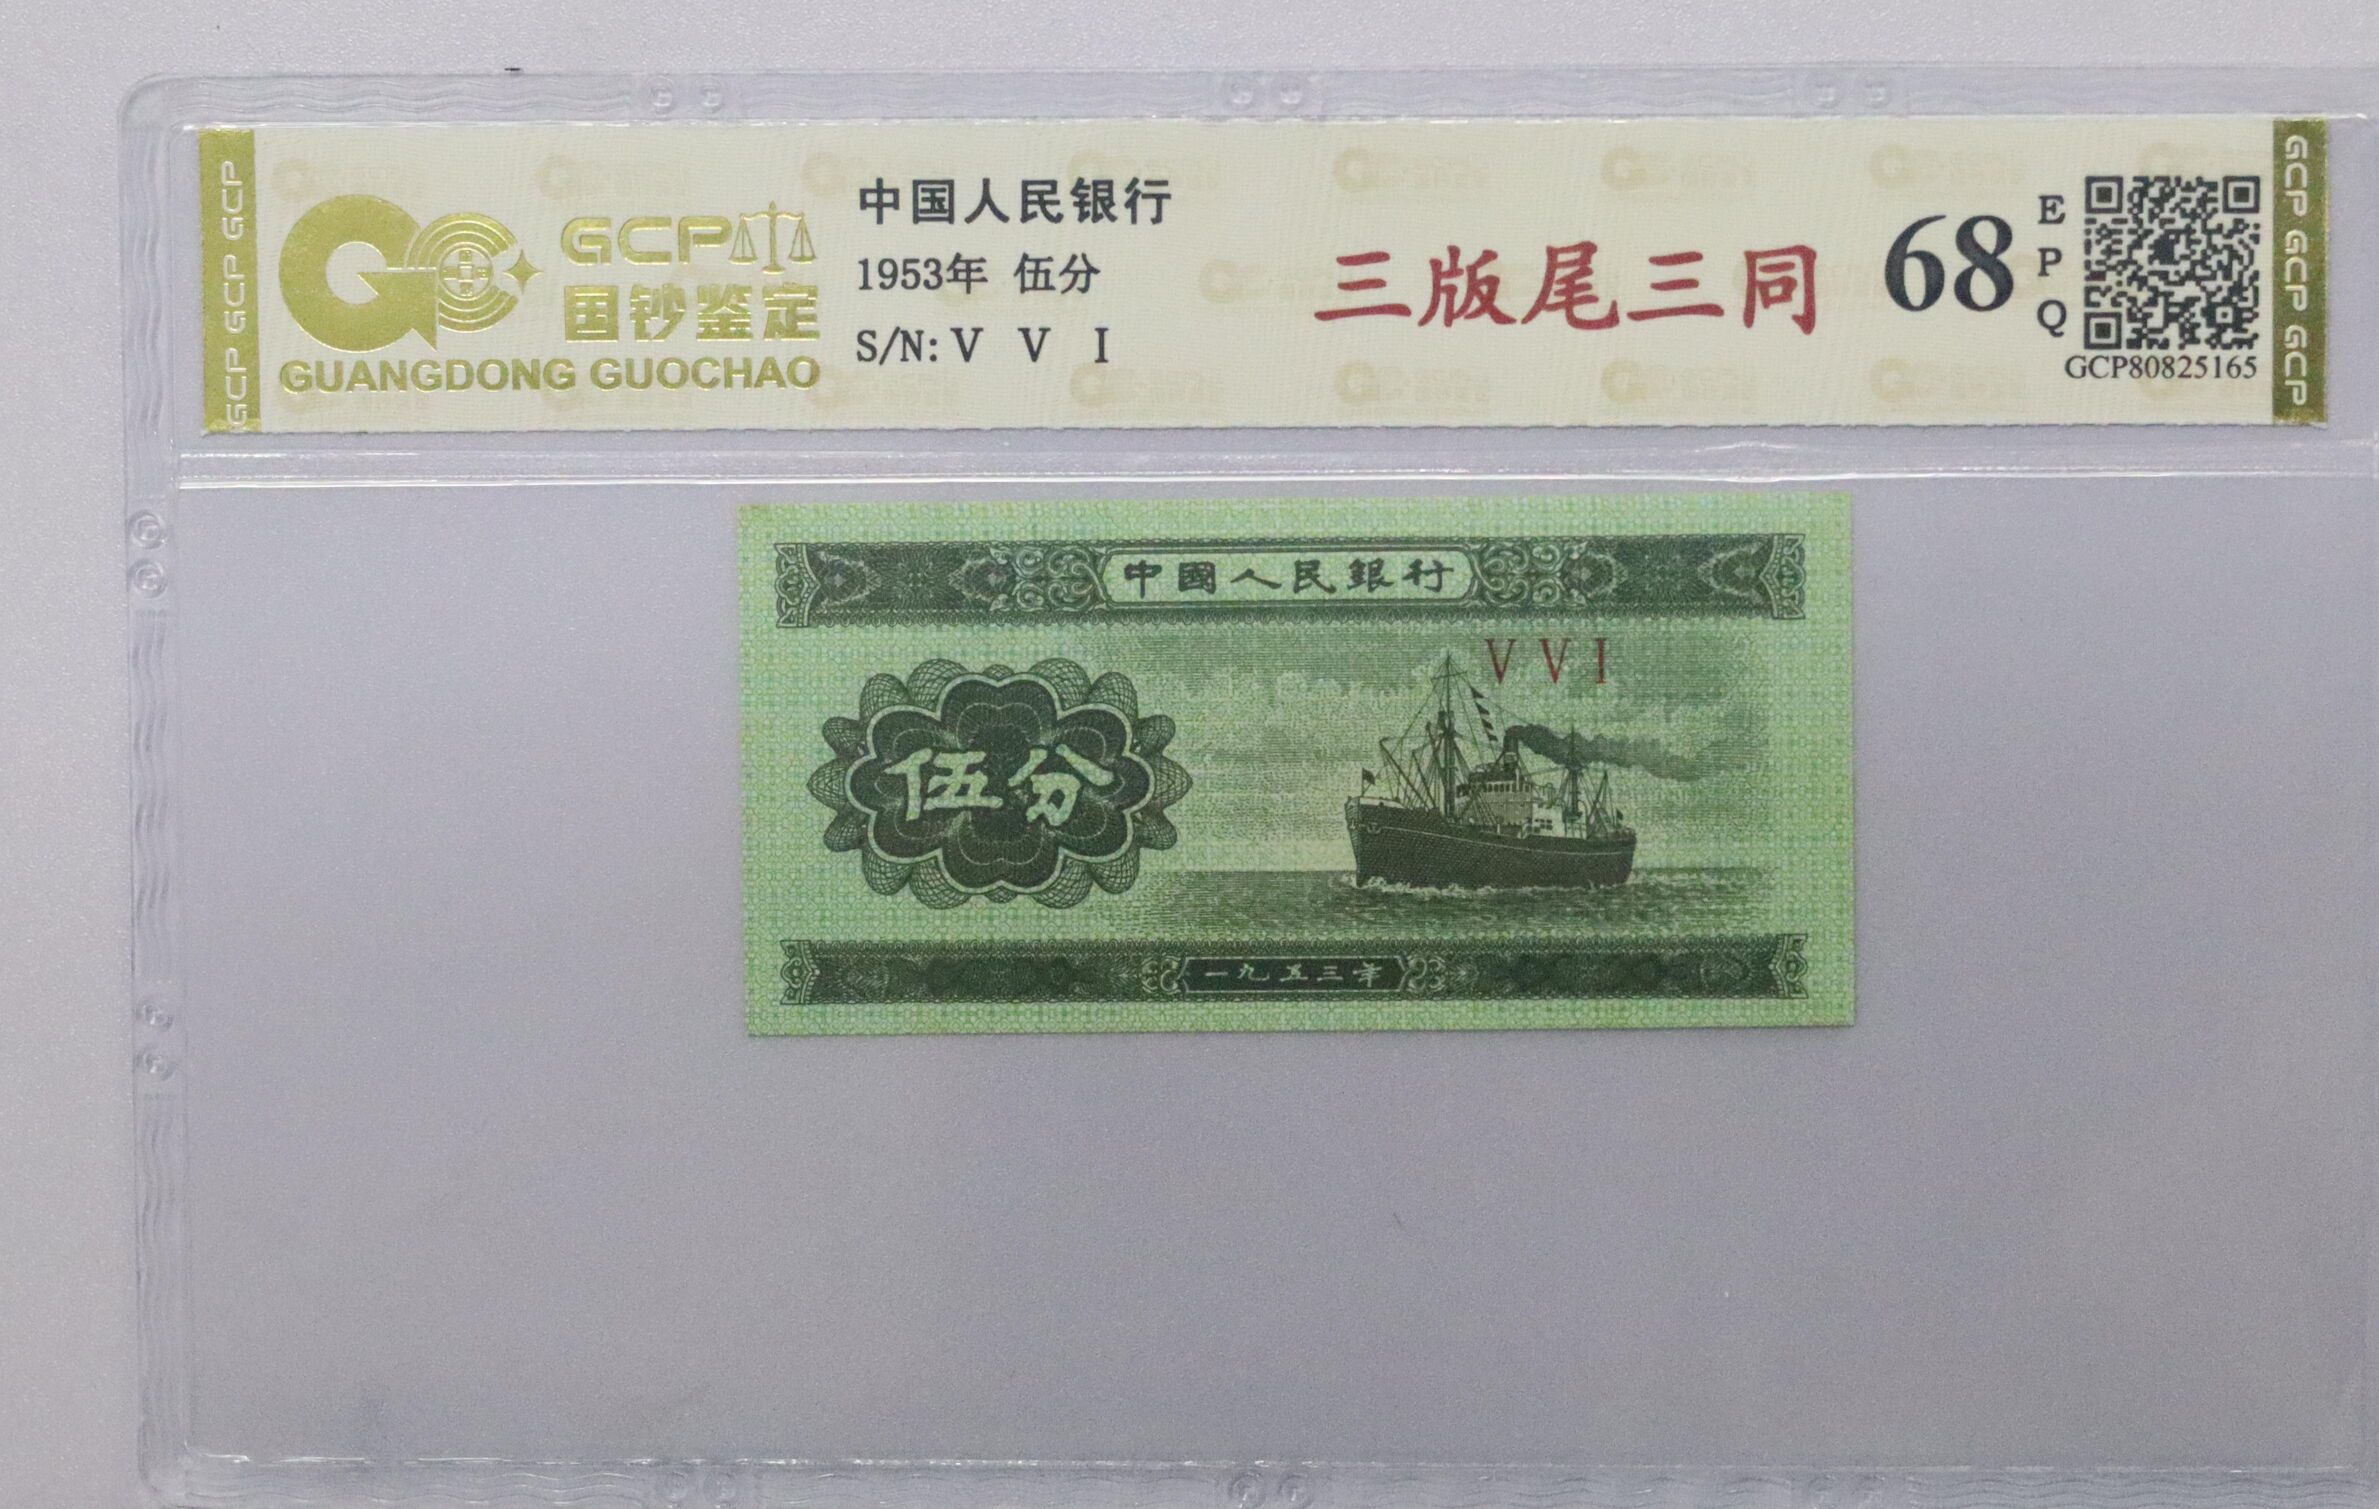 GCP GCP GCP
GCP
国钞鉴定
GUANGDONG GUOCHAO
中国人民银行
1953年 伍分
S/N: V V I
三版尾三同
68
E
P
Q
GCP80825165
GCP GCP GCP
中國人民銀行
V V I
伍分
一九五三年